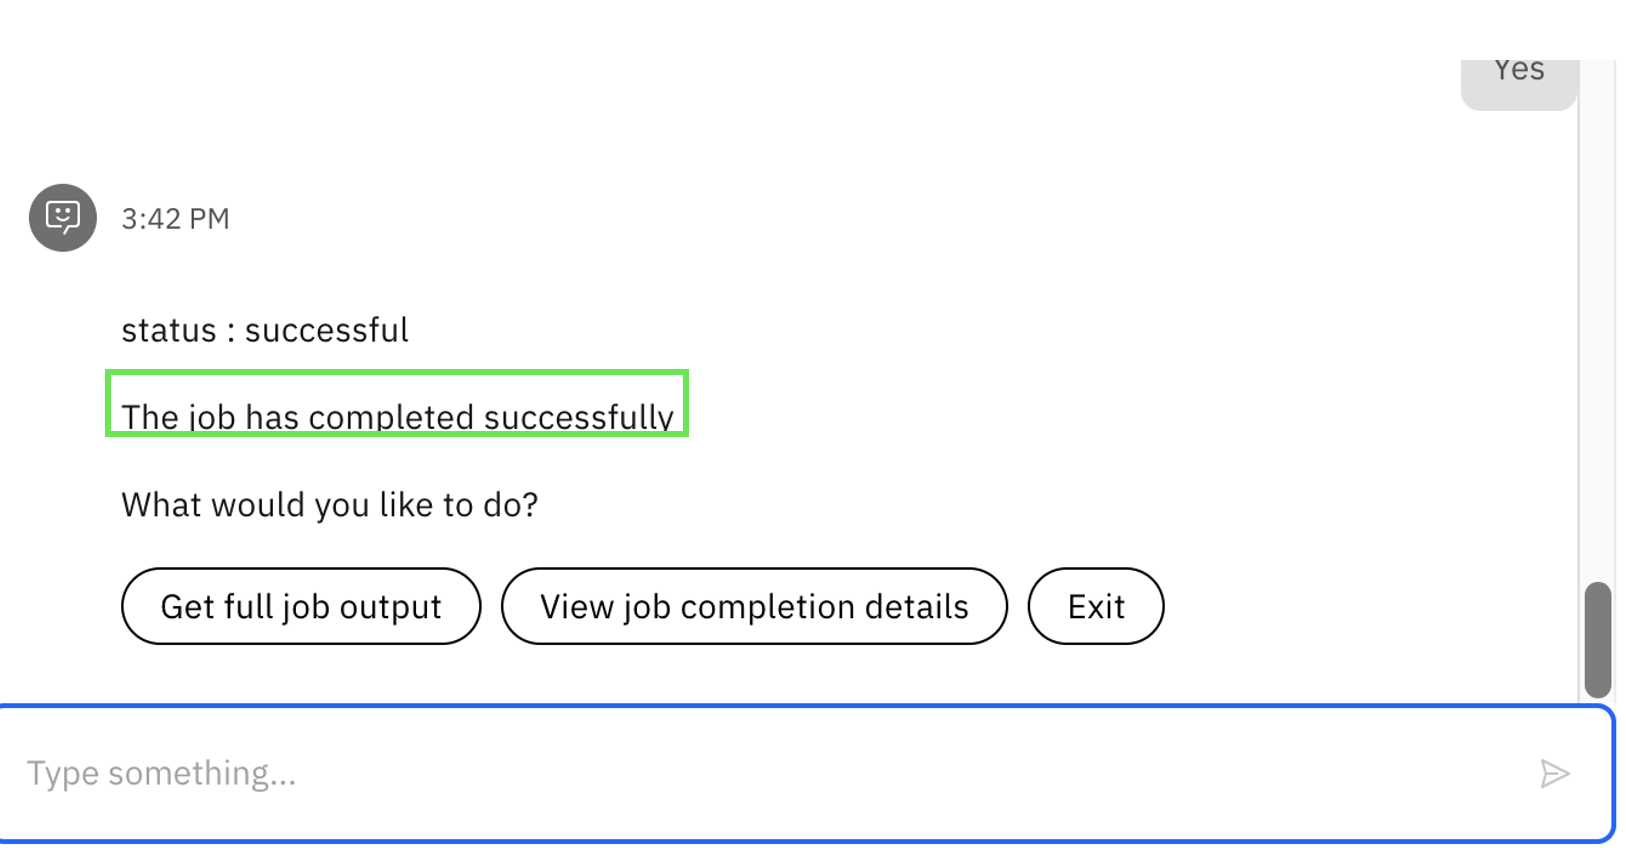 Yes
3:42 PM
status : successful
The job has completed successfully
What would you like to do?
Get full job output
View job completion details
Exit
Type something...